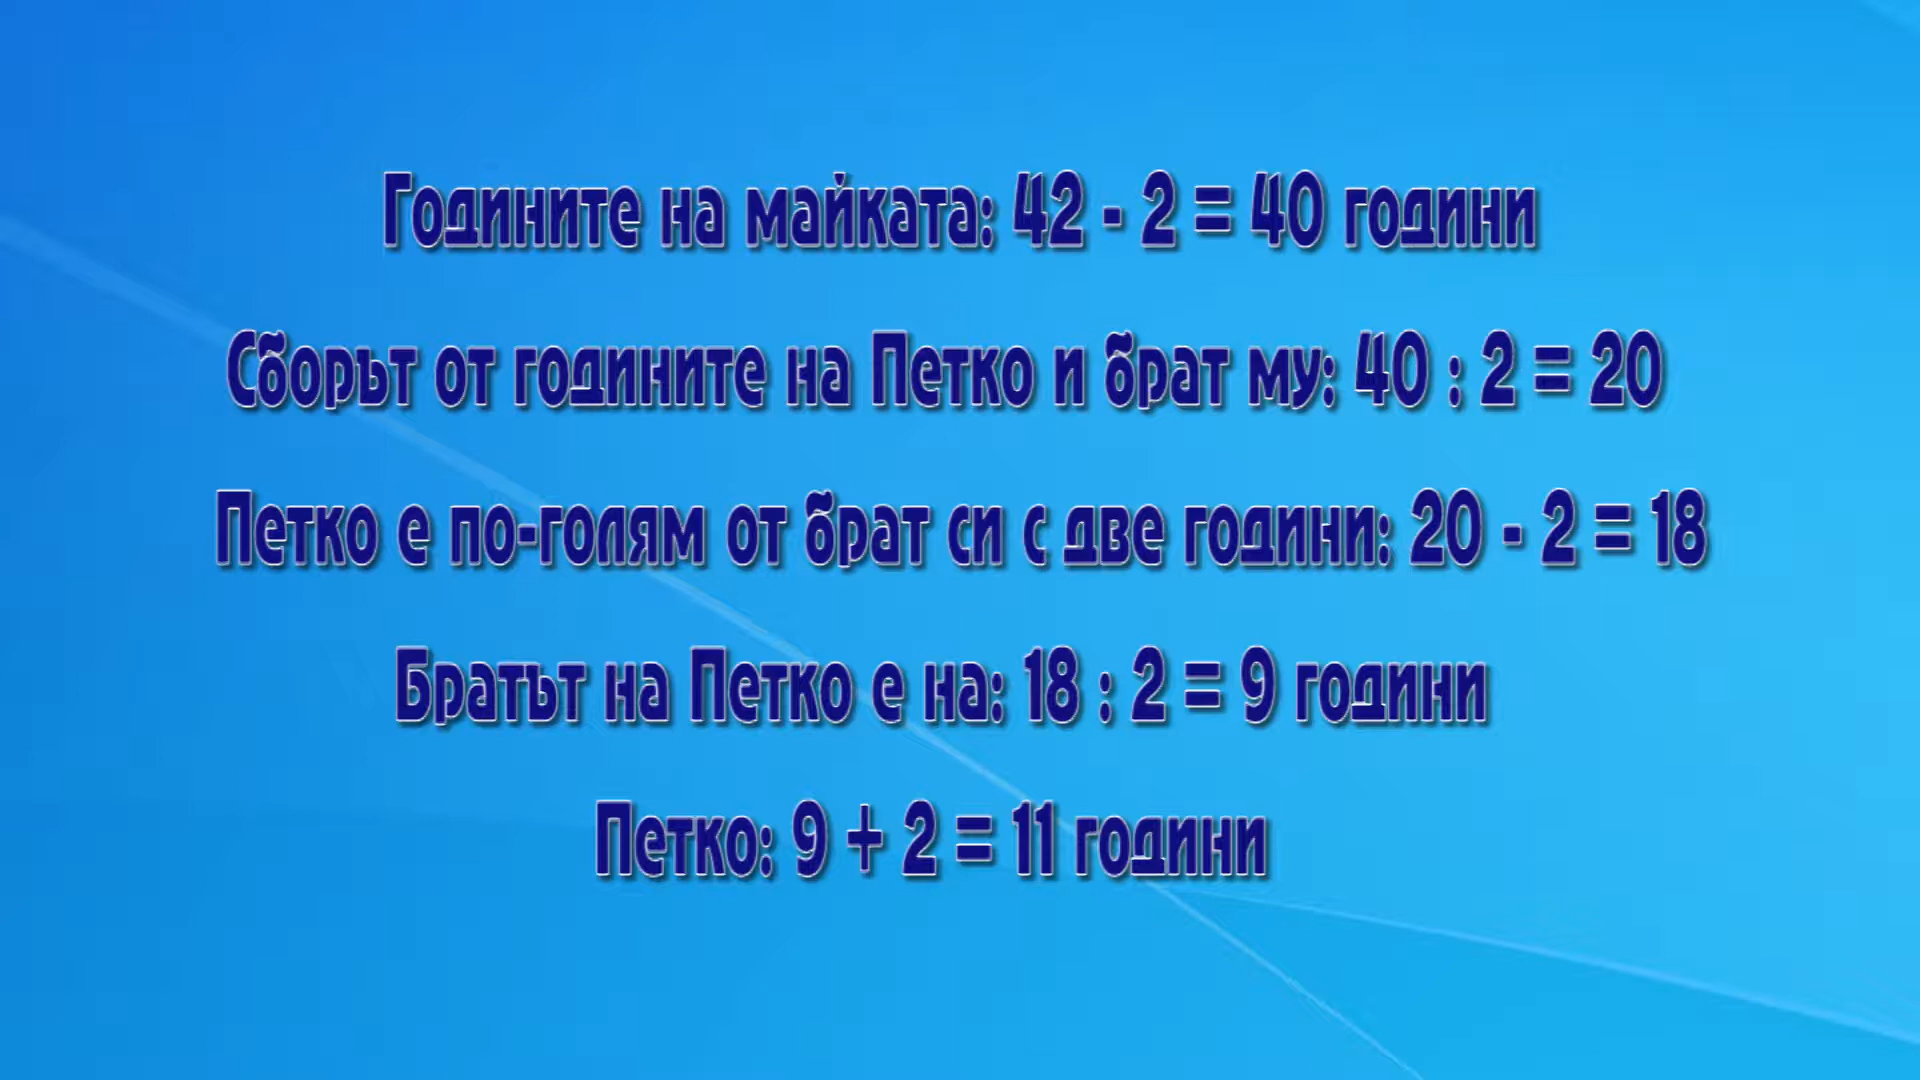 Годините на майката: 42 - 2 = 40 години
Сборът от годините на Петко и брат му: 40 : 2 = 20
Петко е по-голям от брат си с две години: 20 - 2 = 18
Братът на Петко е на: 18 : 2 = 9 години
Петко: 9 + 2 = 11 години